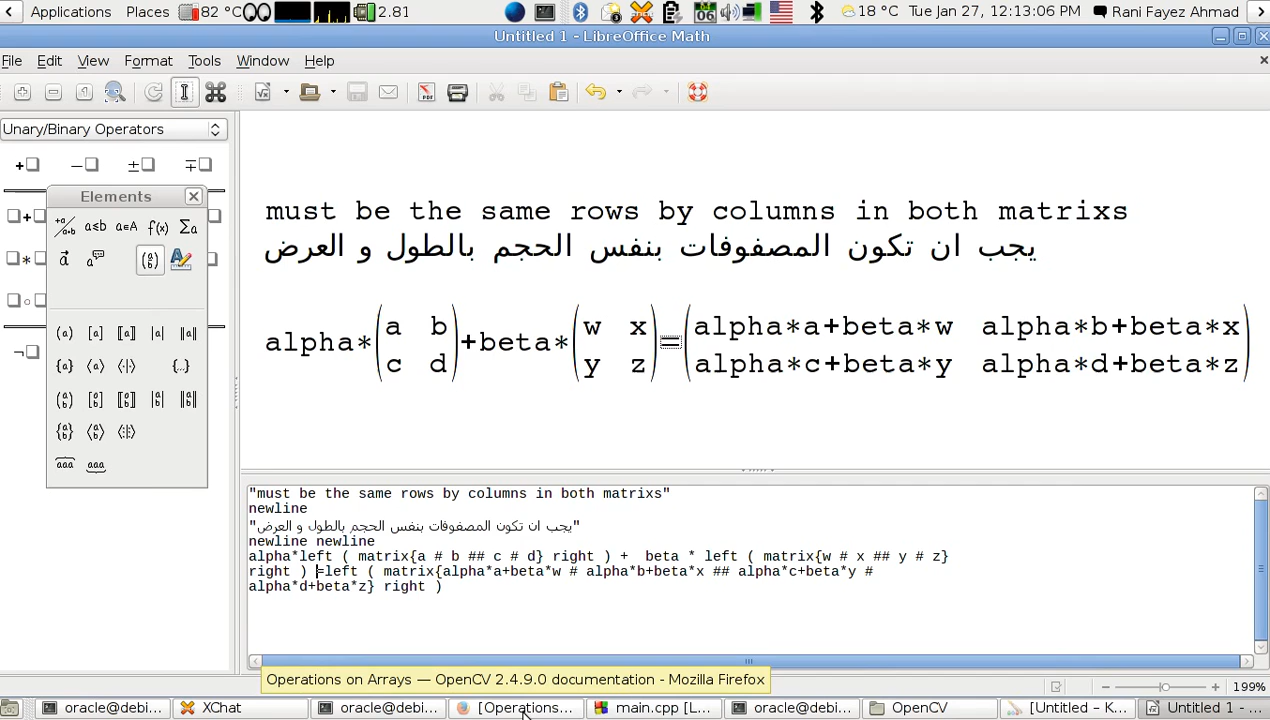 Applications Places 82 °C 2.81 06 18 °C Tue Jan 27, 12:13:06 PM Rani Fayez Ahmad
Untitled 1 - LibreOffice Math
File Edit View Format Tools Window Help
Unary/Binary Operators
Elements
must be the same rows by columns in both matrixs
يجب ان تكون المصفوفات بنفس الحجم بالطول و العرض
a b w x alpha*a+beta*w alpha*b+beta*x
alpha* +beta* =
c d y z alpha*c+beta*y alpha*d+beta*z
"must be the same rows by columns in both matrixs"
newline
"يجب ان تكون المصفوفات بنفس الحجم بالطول و العرض"
newline newline
alpha*left ( matrix{a # b ## c # d} right ) + beta * left ( matrix{w # x ## y # z}
right ) =left ( matrix{alpha*a+beta*w # alpha*b+beta*x ## alpha*c+beta*y #
alpha*d+beta*z} right )
Operations on Arrays — OpenCV 2.4.9.0 documentation - Mozilla Firefox
199%
oracle@debi... XChat oracle@debi... [Operations... main.cpp [L... oracle@debi... OpenCV [Untitled – K... Untitled 1 - ...